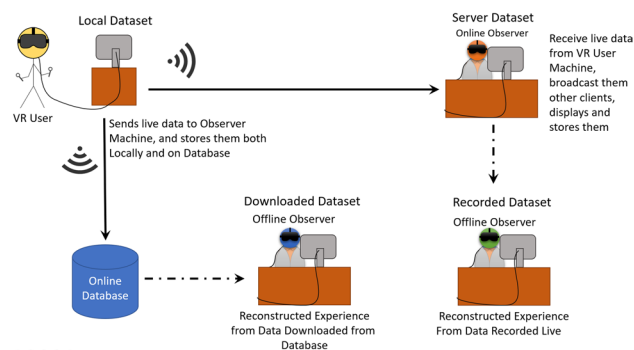 Local Dataset
VR User
Sends live data to Observer
Machine, and stores them both
Locally and on Database
Server Dataset
Online Observer
Receive live data
from VR User
Machine,
broadcast them
other clients,
displays and
stores them
Online
Database
Downloaded Dataset
Offline Observer
Reconstructed Experience
from Data Downloaded from
Database
Recorded Dataset
Offline Observer
Reconstructed Experience
From Data Recorded Live